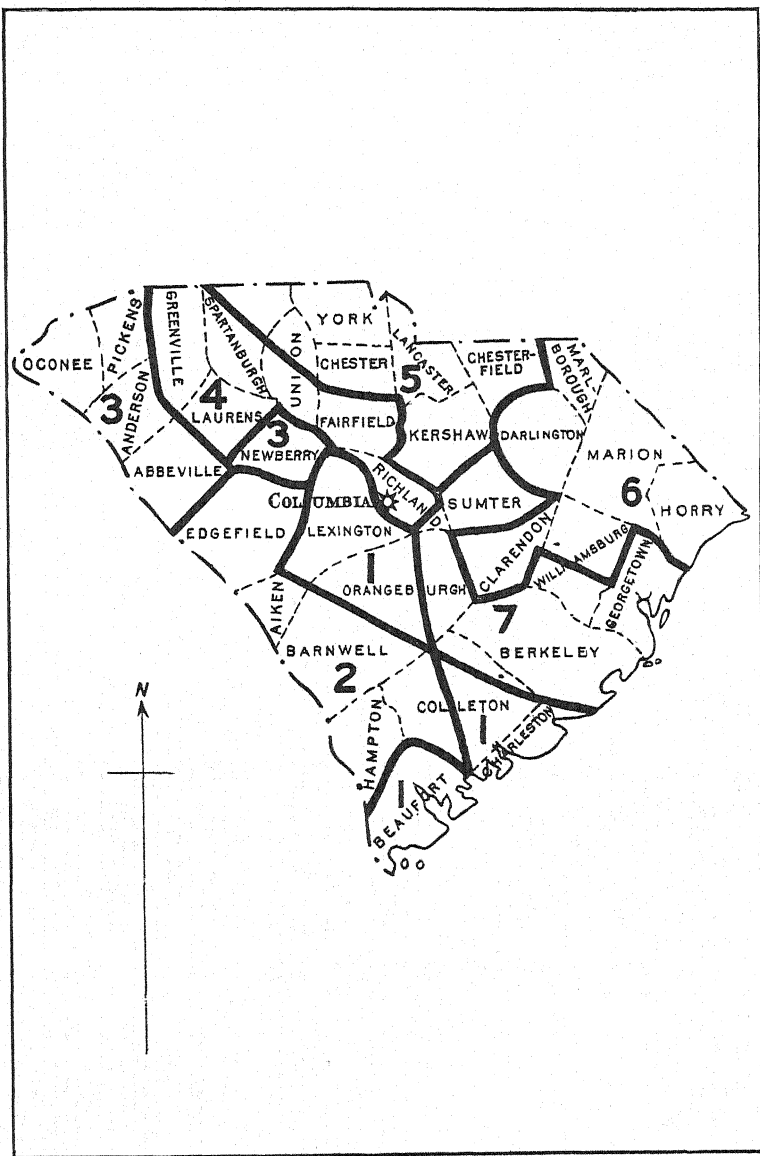 YORK
PICKENS
GREENVILLE
SPARTANBURGH
UNION
LANCASTER
OCONEE
CHESTER
CHESTER-
FIELD
MARL-
BOROUGH
5
3
ANDERSON
4
LAURENS
FAIRFIELD
3
NEWBERRY
KERSHAW
DARLINGTON
MARION
ABBEVILLE
RICHLAND
6
COLUMBIA
SUMTER
HORRY
EDGEFIELD
LEXINGTON
CLARENDON
WILLIAMSBURG
GEORGETOWN
1
ORANGEBURGH
AIKEN
7
BARNWELL
BERKELEY
2
COLLETON
N
HAMPTON
1
CHARLESTON
1
BEAUFORT